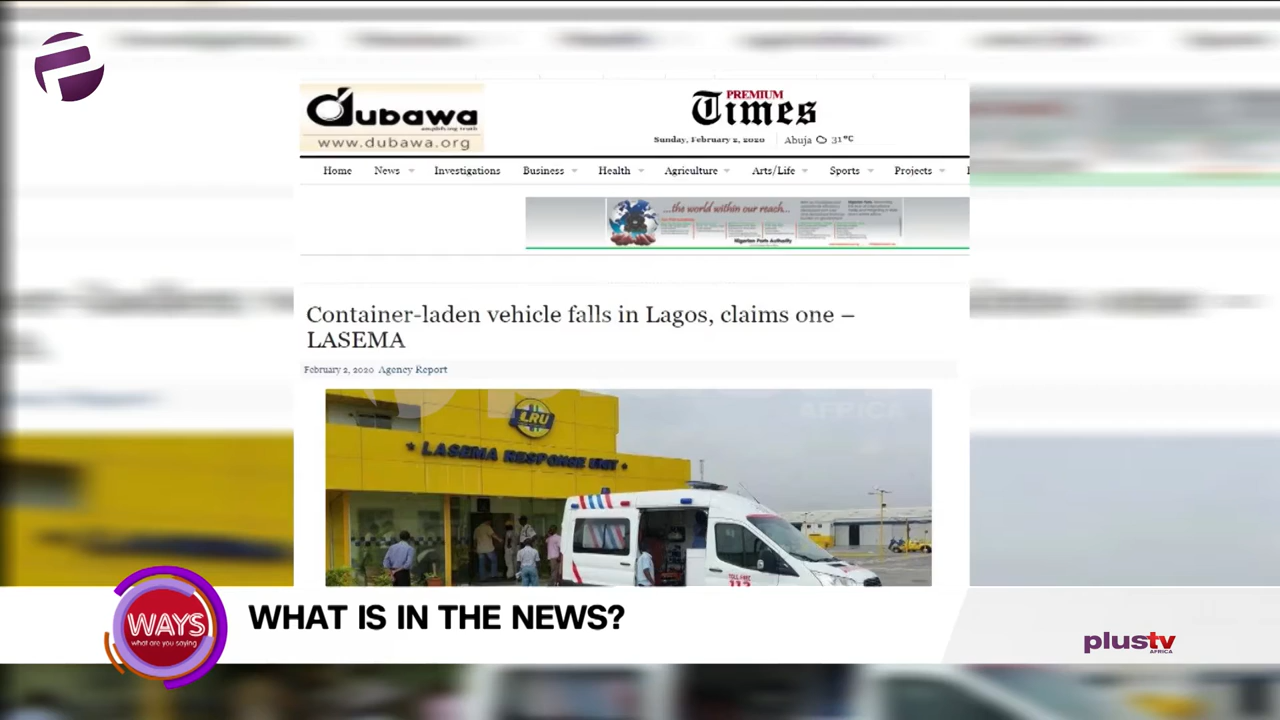 dubawa
amplifying truth
www.dubawa.org
PREMIUM
Times
Sunday, February 2, 2020
Abuja 31°C
Home News Investigations Business Health Agriculture Arts/Life Sports Projects
...the world within our reach...
Nigerian Ports Authority
Container-laden vehicle falls in Lagos, claims one –
LASEMA
February 2, 2020 Agency Report
AFRICA
LRU
* LASEMA RESPONSE UNIT *
112
WAYS
what are you saying
WHAT IS IN THE NEWS?
plustv
AFRICA